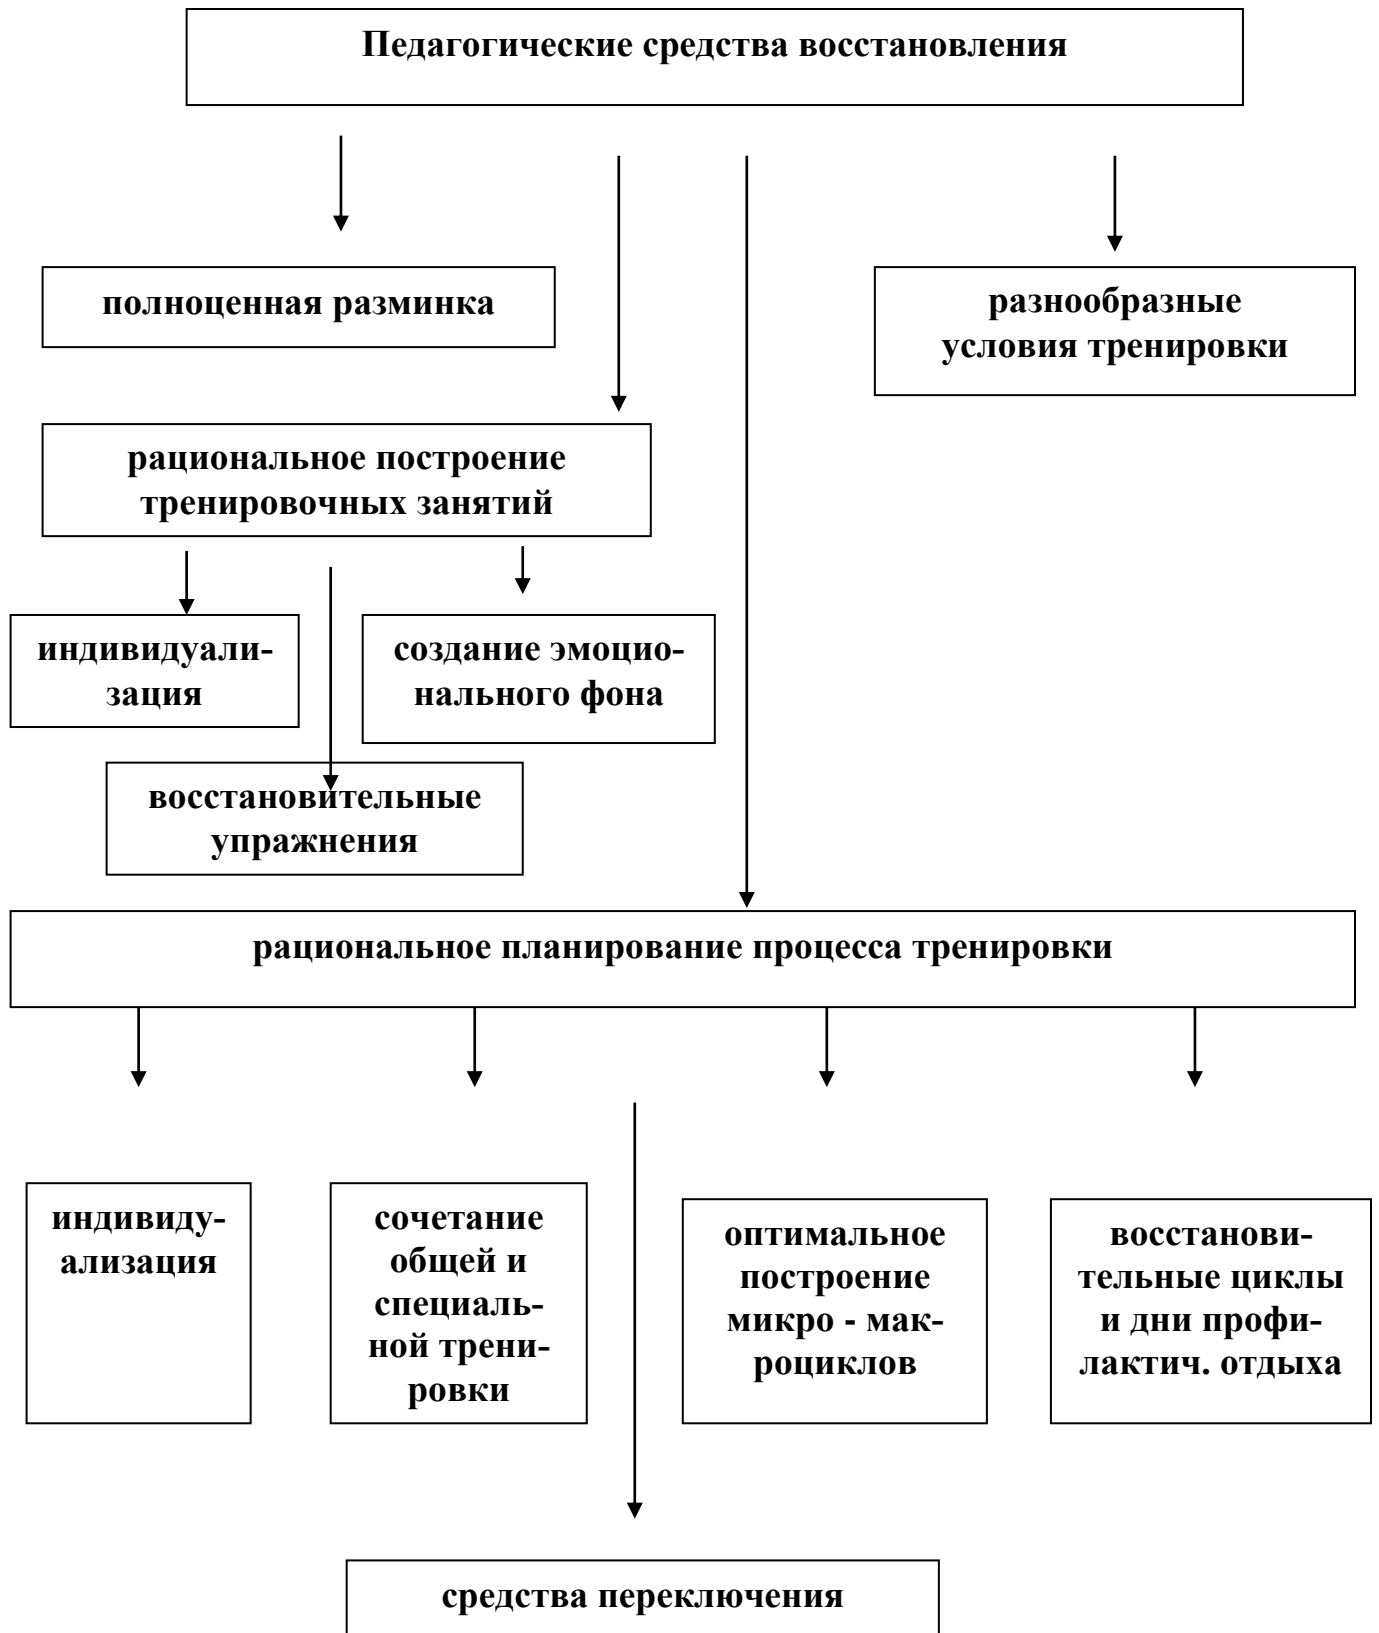 Педагогические средства восстановления
полноценная разминка
разнообразные
условия тренировки
рациональное построение
тренировочных занятий
индивидуали-
зация
создание эмоцио-
нального фона
восстановительные
упражнения
рациональное планирование процесса тренировки
индивиду-
ализация
сочетание
общей и
специаль-
ной трени-
ровки
оптимальное
построение
микро - мак-
роциклов
восстанови-
тельные циклы
и дни профи-
лактич. отдыха
средства переключения